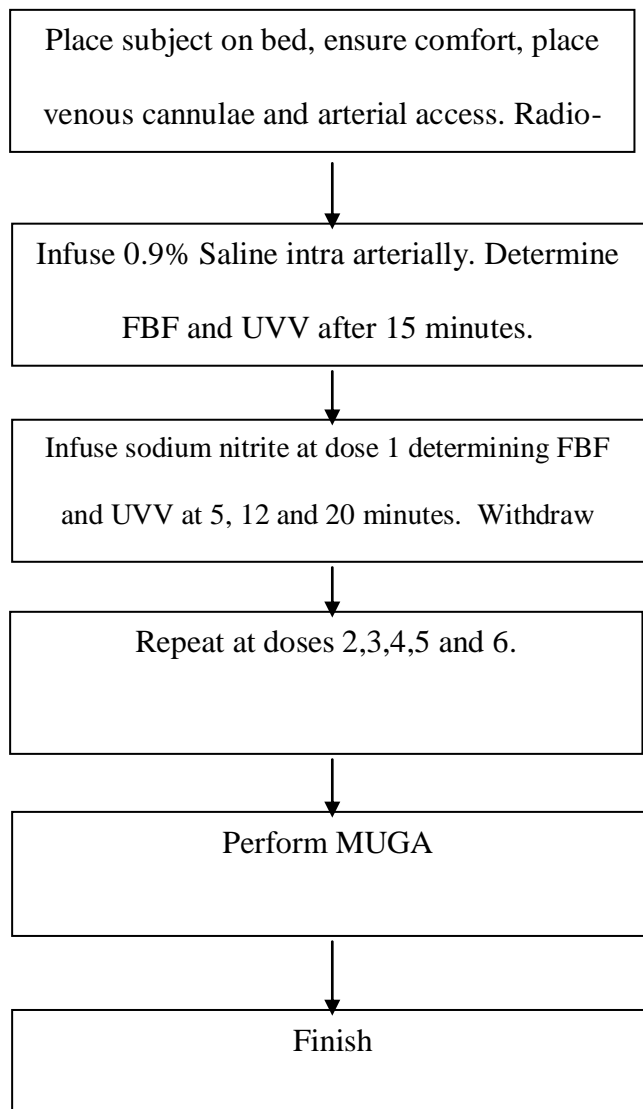 Place subject on bed, ensure comfort, place
venous cannulae and arterial access. Radio-
Infuse 0.9% Saline intra arterially. Determine
FBF and UVV after 15 minutes.
Infuse sodium nitrite at dose 1 determining FBF
and UVV at 5, 12 and 20 minutes.  Withdraw
Repeat at doses 2,3,4,5 and 6.
Perform MUGA
Finish